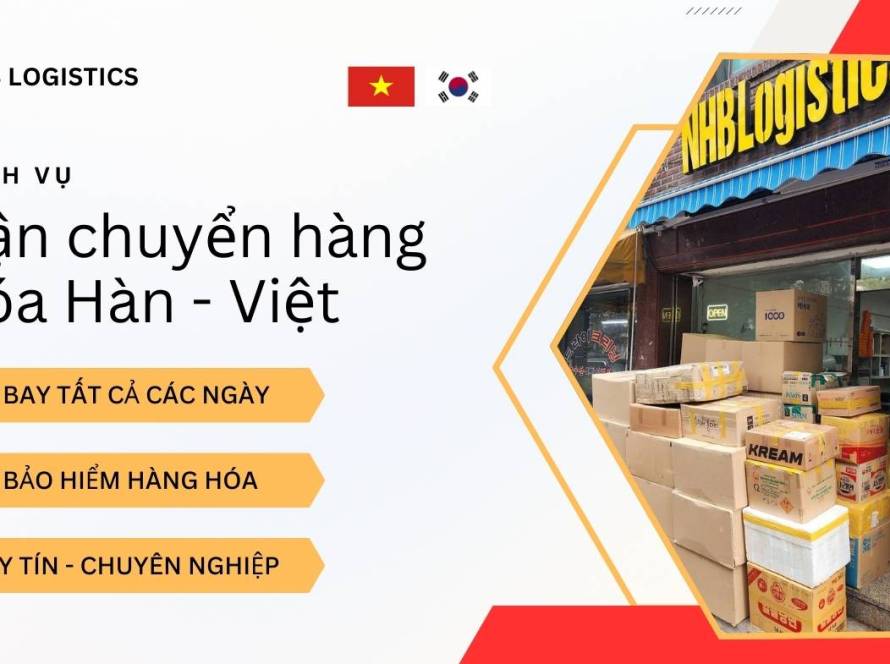 LOGISTICS
H VỤ
ận chuyển hàng
óa Hàn - Việt
BAY TẤT CẢ CÁC NGÀY
BẢO HIỂM HÀNG HÓA
Y TÍN - CHUYÊN NGHIỆP
NHBLogistic
OPEN
1000
KREAM